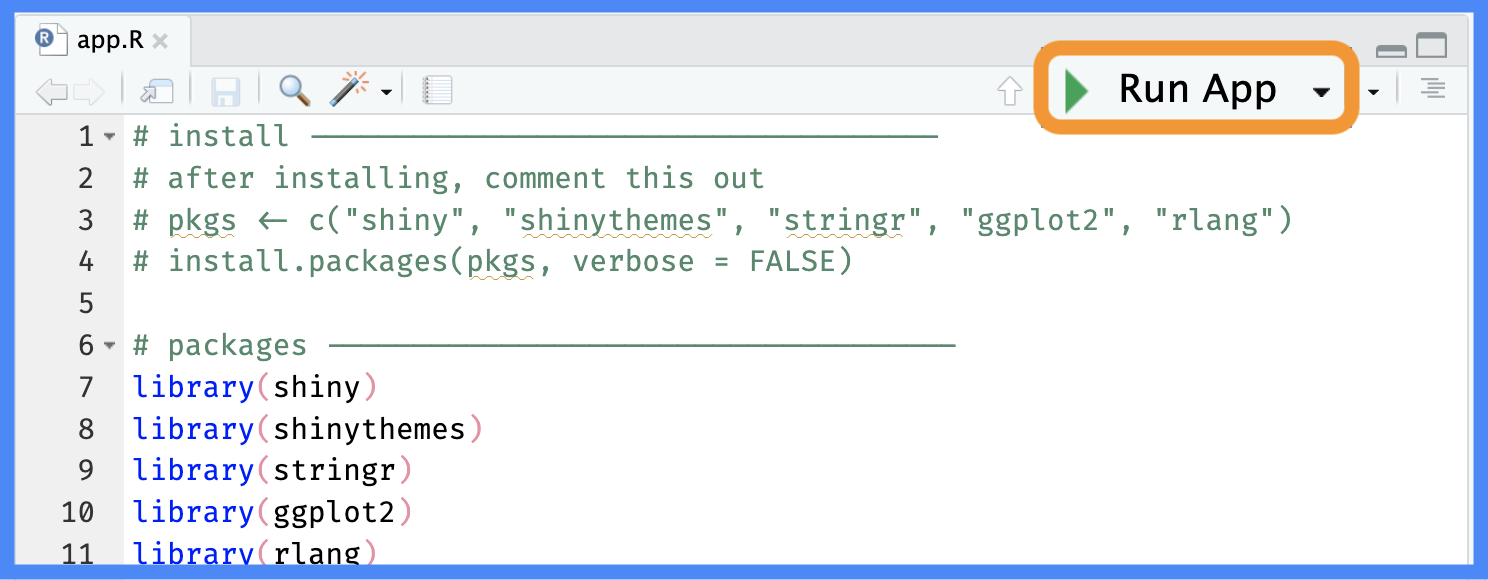 app.R
Run App
1 # install ────────────────────────────────────
2 # after installing, comment this out
3 # pkgs <- c("shiny", "shinythemes", "stringr", "ggplot2", "rlang")
4 # install.packages(pkgs, verbose = FALSE)
5
6 # packages ────────────────────────────────────
7 library(shiny)
8 library(shinythemes)
9 library(stringr)
10 library(ggplot2)
11 library(rlang)